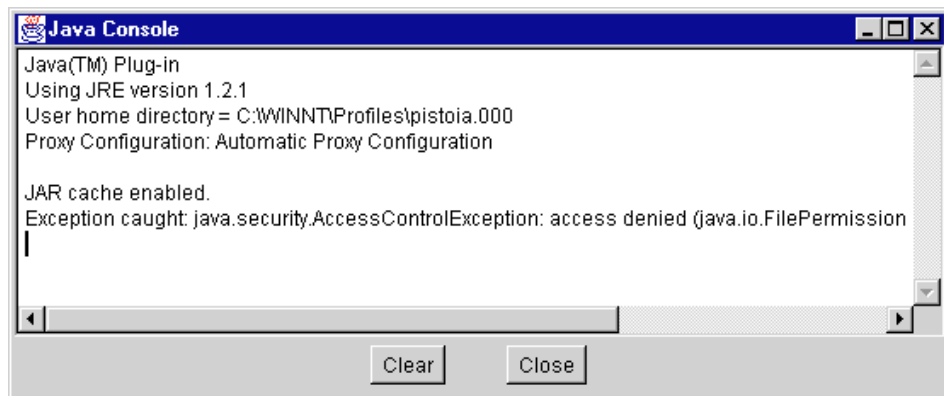 Java Console
Java(TM) Plug-in
Using JRE version 1.2.1
User home directory = C:\WINNT\Profiles\pistoia.000
Proxy Configuration: Automatic Proxy Configuration
JAR cache enabled.
Exception caught: java.security.AccessControlException: access denied (java.io.FilePermission
Clear Close